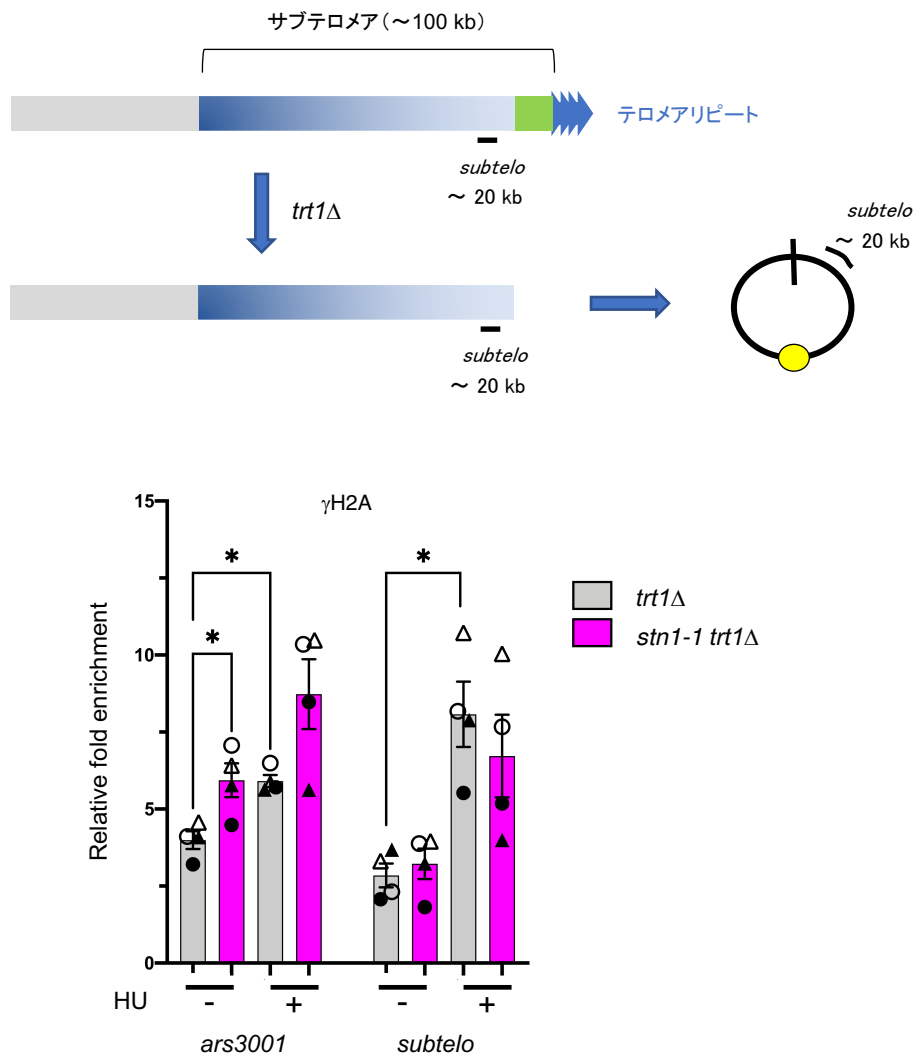 サブテロメア(~100 kb)
テロメアリピート
subtelo
~ 20 kb
trt1Δ
subtelo
~ 20 kb
subtelo
~ 20 kb
γH2A
Relative fold enrichment
15
10
5
0
*
*
*
trt1Δ
stn1-1 trt1Δ
HU - + - +
ars3001 subtelo